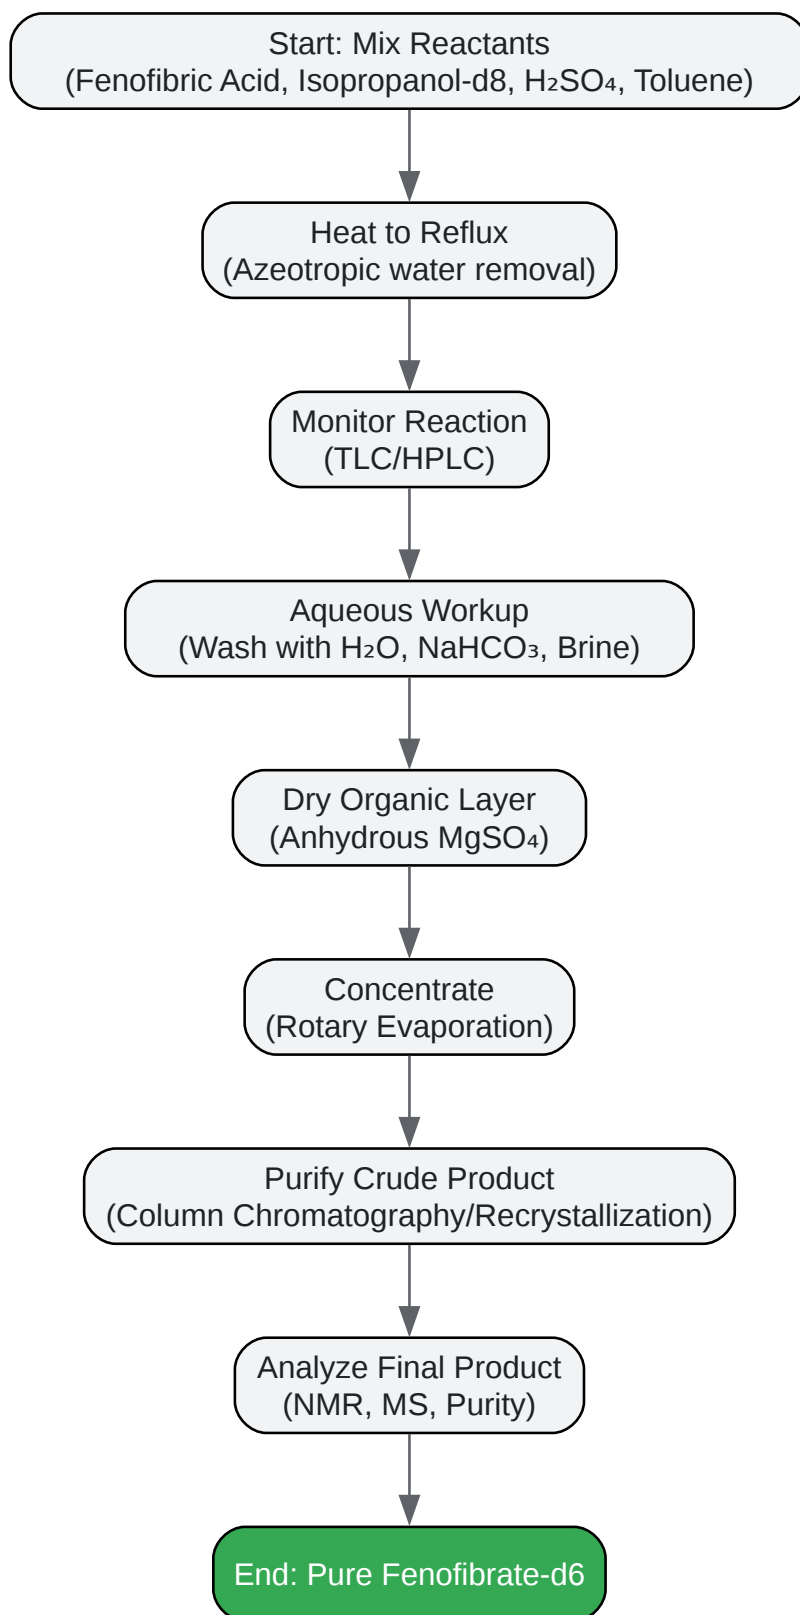 Start: Mix Reactants
(Fenofibric Acid, Isopropanol-d8, H₂SO₄, Toluene)
Heat to Reflux
(Azeotropic water removal)
Monitor Reaction
(TLC/HPLC)
Aqueous Workup
(Wash with H₂O, NaHCO₃, Brine)
Dry Organic Layer
(Anhydrous MgSO₄)
Concentrate
(Rotary Evaporation)
Purify Crude Product
(Column Chromatography/Recrystallization)
Analyze Final Product
(NMR, MS, Purity)
End: Pure Fenofibrate-d6